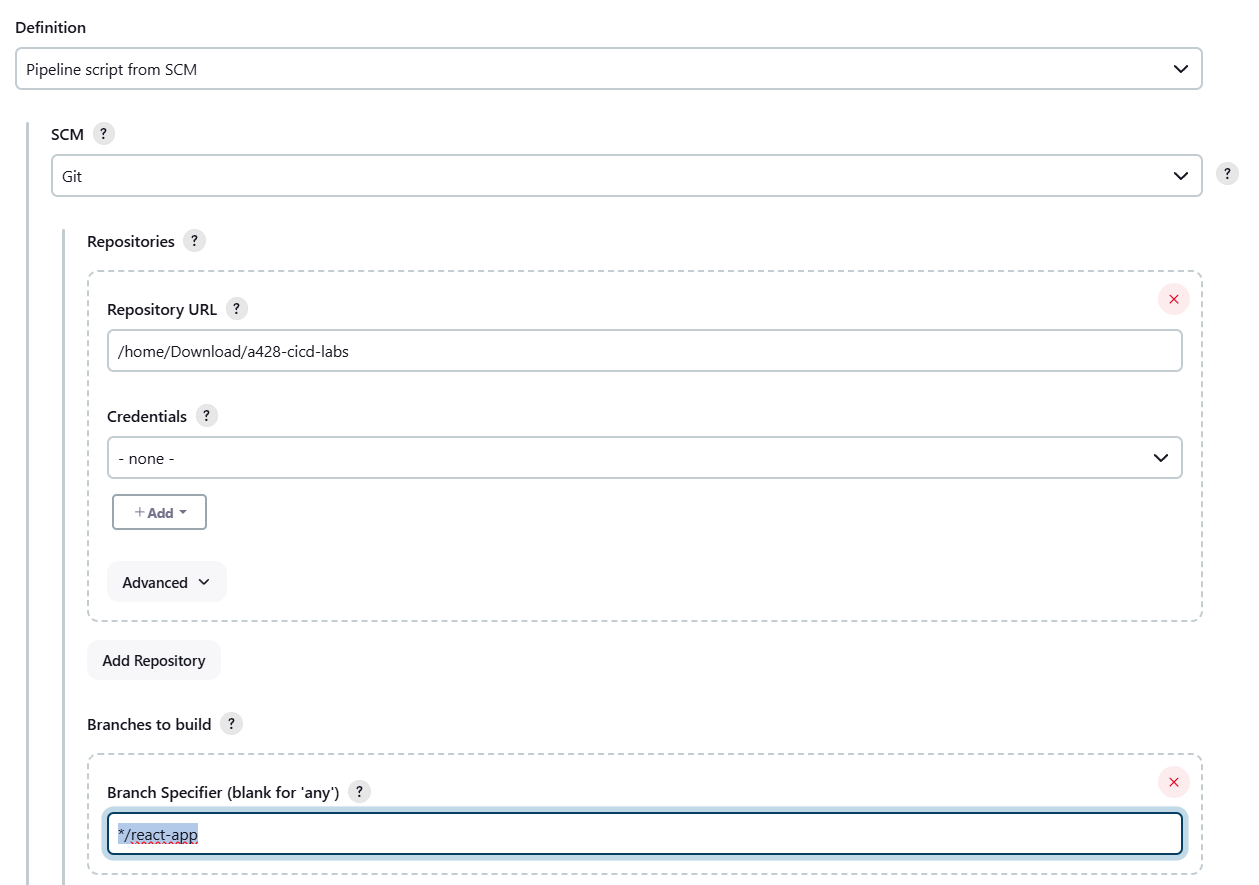 Definition
Pipeline script from SCM
SCM ?
Git
?
Repositories ?
Repository URL ?
/home/Download/a428-cicd-labs
Credentials ?
- none -
+ Add
Advanced
Add Repository
Branches to build ?
Branch Specifier (blank for 'any') ?
*/react-app